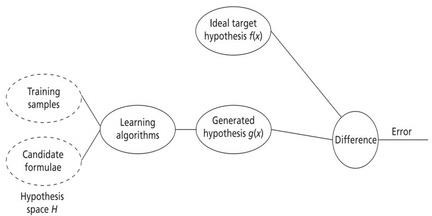 Ideal target
hypothesis f(x)
Training
samples
Learning
algorithms
Generated
hypothesis g(x)
Difference
Error
Candidate
formulae
Hypothesis
space H